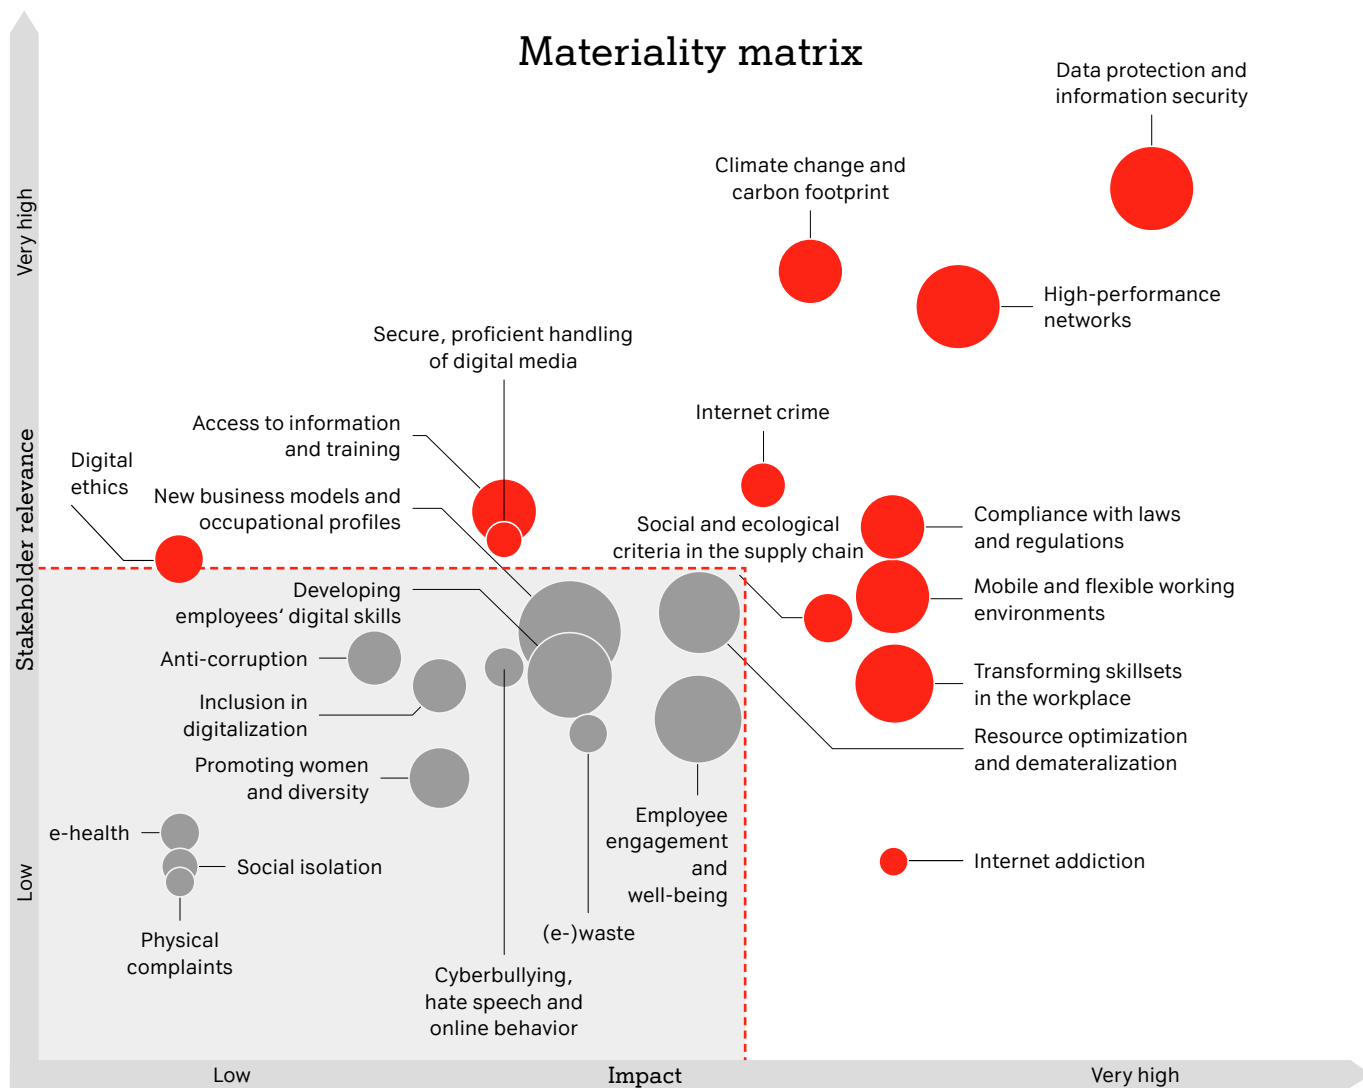 Materiality matrix
Data protection and
information security
Climate change and
carbon footprint
High-performance
networks
Secure, proficient handling
of digital media
Access to information
and training
Internet crime
Digital
ethics
New business models and
occupational profiles
Social and ecological
criteria in the supply chain
Compliance with laws
and regulations
Developing
employees‘ digital skills
Mobile and flexible working
environments
Anti-corruption
Transforming skillsets
in the workplace
Inclusion in
digitalization
Resource optimization
and demateralization
Promoting women
and diversity
Employee
engagement
and
well-being
e-health
Social isolation
Internet addiction
Physical
complaints
(e-)waste
Cyberbullying,
hate speech and
online behavior
Very high
Stakeholder relevance
Low
Low
Impact
Very high